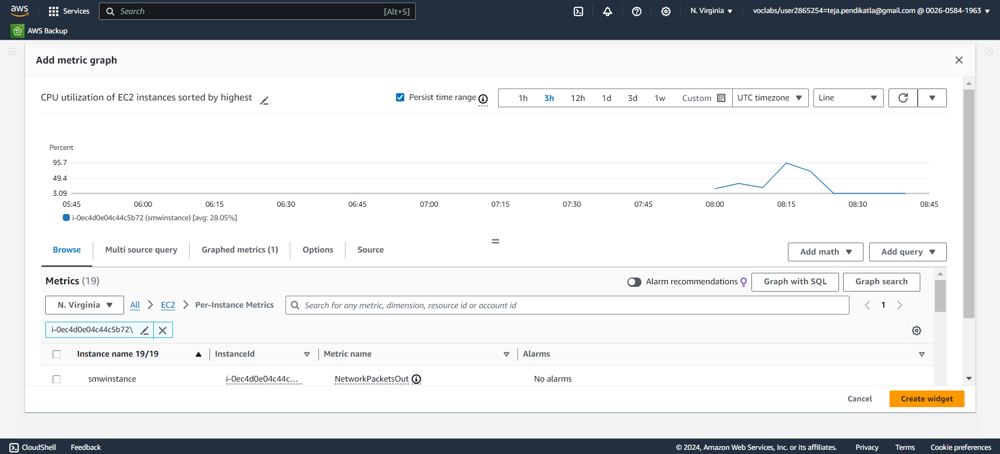 aws
Services
Search
[Alt+S]
N. Virginia
voclabs/user2865254=teja.pendikatla@gmail.com @ 0026-0584-1963
AWS Backup
Add metric graph
CPU utilization of EC2 instances sorted by highest
Persist time range
1h
3h
12h
1d
3d
1w
Custom
UTC timezone
Line
Percent
95.7
49.4
3.09
05:45
06:00
06:15
06:30
06:45
07:00
07:15
07:30
07:45
08:00
08:15
08:30
08:45
i-0ec4d0e04c44c5b72 (smwinstance) [avg: 28.05%]
Browse
Multi source query
Graphed metrics (1)
Options
Source
Add math
Add query
Metrics (19)
Alarm recommendations
Graph with SQL
Graph search
N. Virginia
All
EC2
Per-Instance Metrics
Search for any metric, dimension, resource id or account id
1
i-0ec4d0e04c44c5b72\
Instance name 19/19
InstanceId
Metric name
Alarms
smwinstance
i-0ec4d0e04c44c...
NetworkPacketsOut
No alarms
Cancel
Create widget
CloudShell
Feedback
© 2024, Amazon Web Services, Inc. or its affiliates.
Privacy
Terms
Cookie preferences